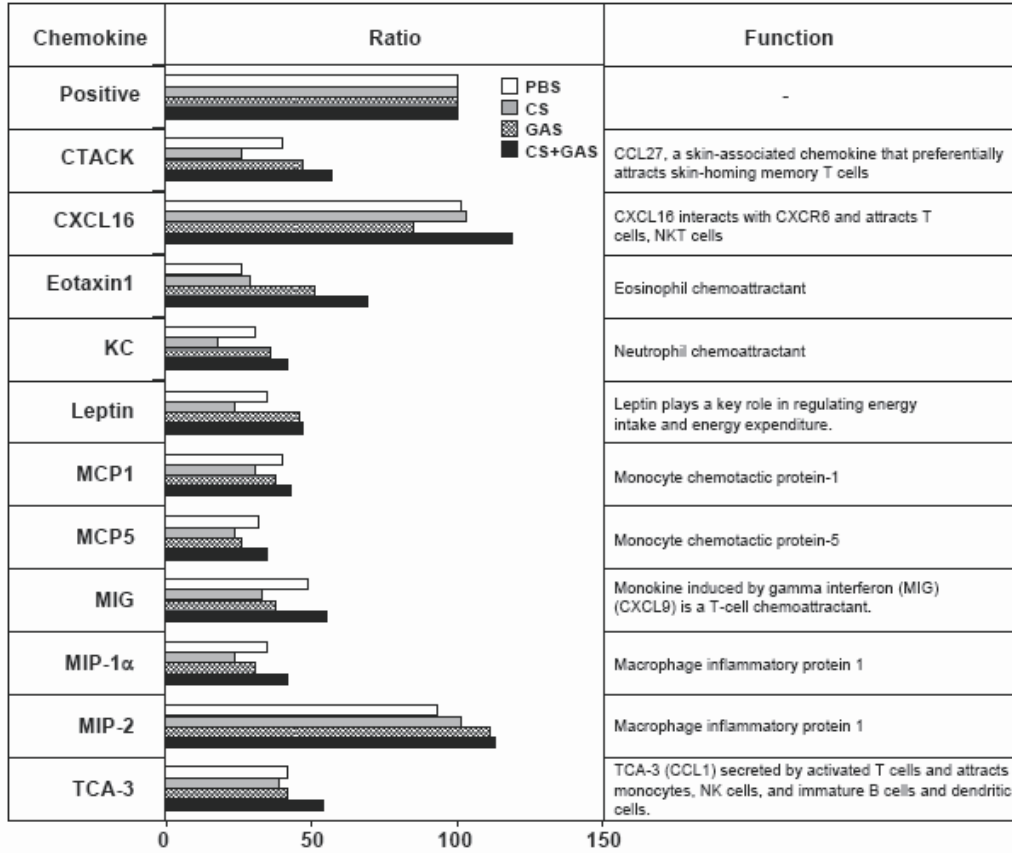 Chemokine Ratio Function
Positive -
PBS
CS
GAS
CS+GAS
CTACK CCL27, a skin-associated chemokine that preferentially
attracts skin-homing memory T cells
CXCL16 CXCL16 interacts with CXCR6 and attracts T
cells, NKT cells
Eotaxin1 Eosinophil chemoattractant
KC Neutrophil chemoattractant
Leptin Leptin plays a key role in regulating energy
intake and energy expenditure.
MCP1 Monocyte chemotactic protein-1
MCP5 Monocyte chemotactic protein-5
MIG Monokine induced by gamma interferon (MIG)
(CXCL9) is a T-cell chemoattractant.
MIP-1α Macrophage inflammatory protein 1
MIP-2 Macrophage inflammatory protein 1
TCA-3 TCA-3 (CCL1) secreted by activated T cells and attracts
monocytes, NK cells, and immature B cells and dendritic
cells.
0 50 100 150